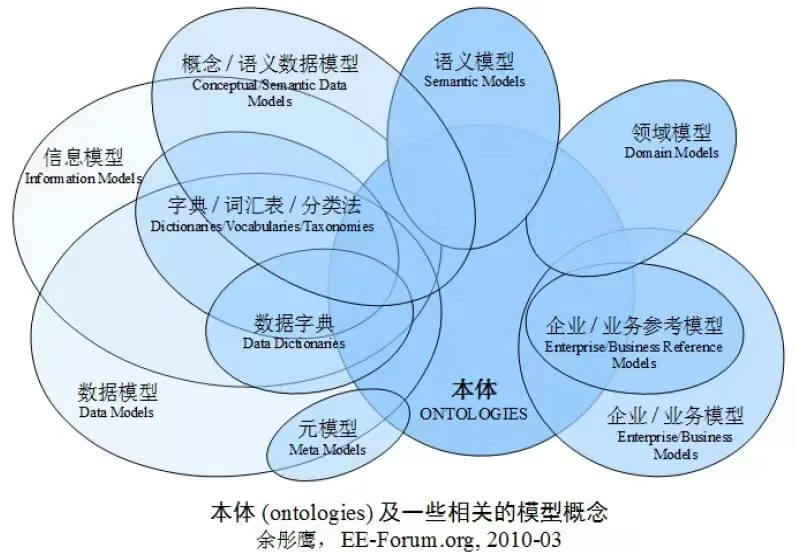 概念 / 语义数据模型
Conceptual/Semantic Data
Models
语义模型
Semantic Models
领域模型
Domain Models
信息模型
Information Models
字典 / 词汇表 / 分类法
Dictionaries/Vocabularies/Taxonomies
数据字典
Data Dictionaries
企业 / 业务参考模型
Enterprise/Business Reference
Models
数据模型
Data Models
本体
ONTOLOGIES
元模型
Meta Models
企业 / 业务模型
Enterprise/Business
Models
本体 (ontologies) 及一些相关的模型概念
余彤鹰， EE-Forum.org, 2010-03